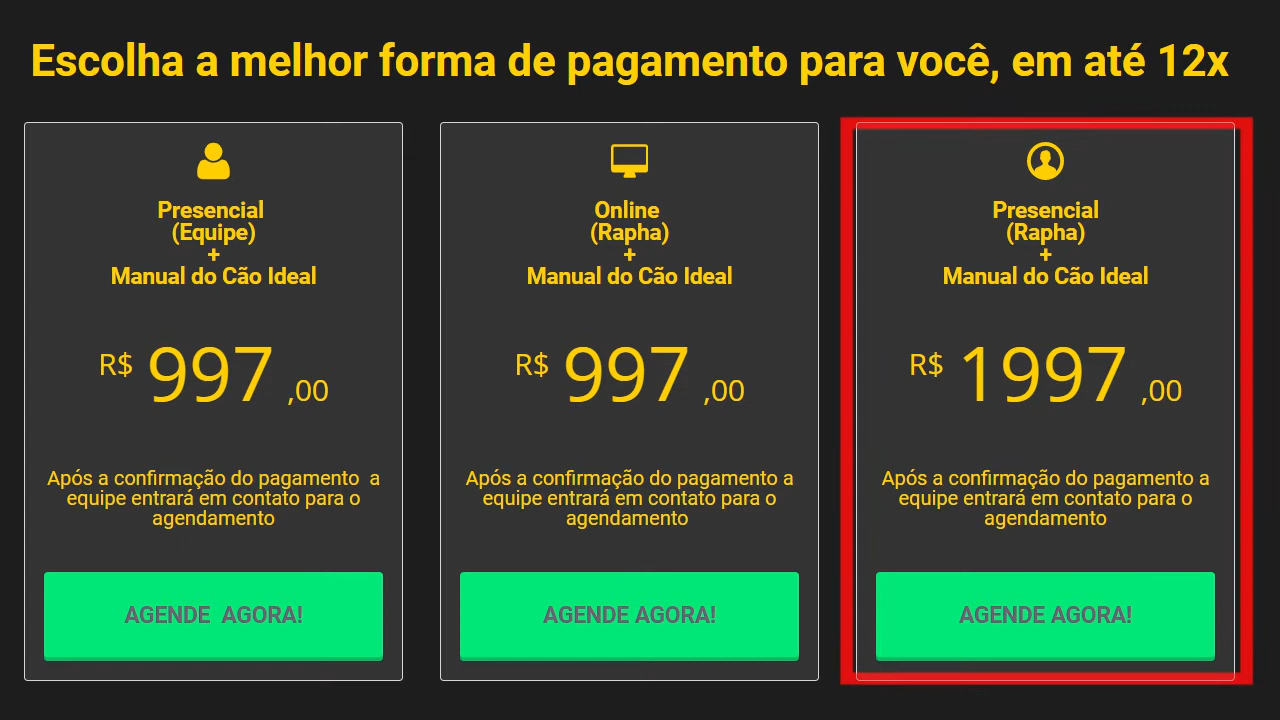 Escolha a melhor forma de pagamento para você, em até 12x
Presencial
(Equipe)
+
Manual do Cão Ideal
R$ 997 ,00
Após a confirmação do pagamento  a
equipe entrará em contato para o
agendamento
AGENDE  AGORA!
Online
(Rapha)
+
Manual do Cão Ideal
R$ 997 ,00
Após a confirmação do pagamento a
equipe entrará em contato para o
agendamento
AGENDE AGORA!
Presencial
(Rapha)
+
Manual do Cão Ideal
R$ 1997 ,00
Após a confirmação do pagamento a
equipe entrará em contato para o
agendamento
AGENDE AGORA!